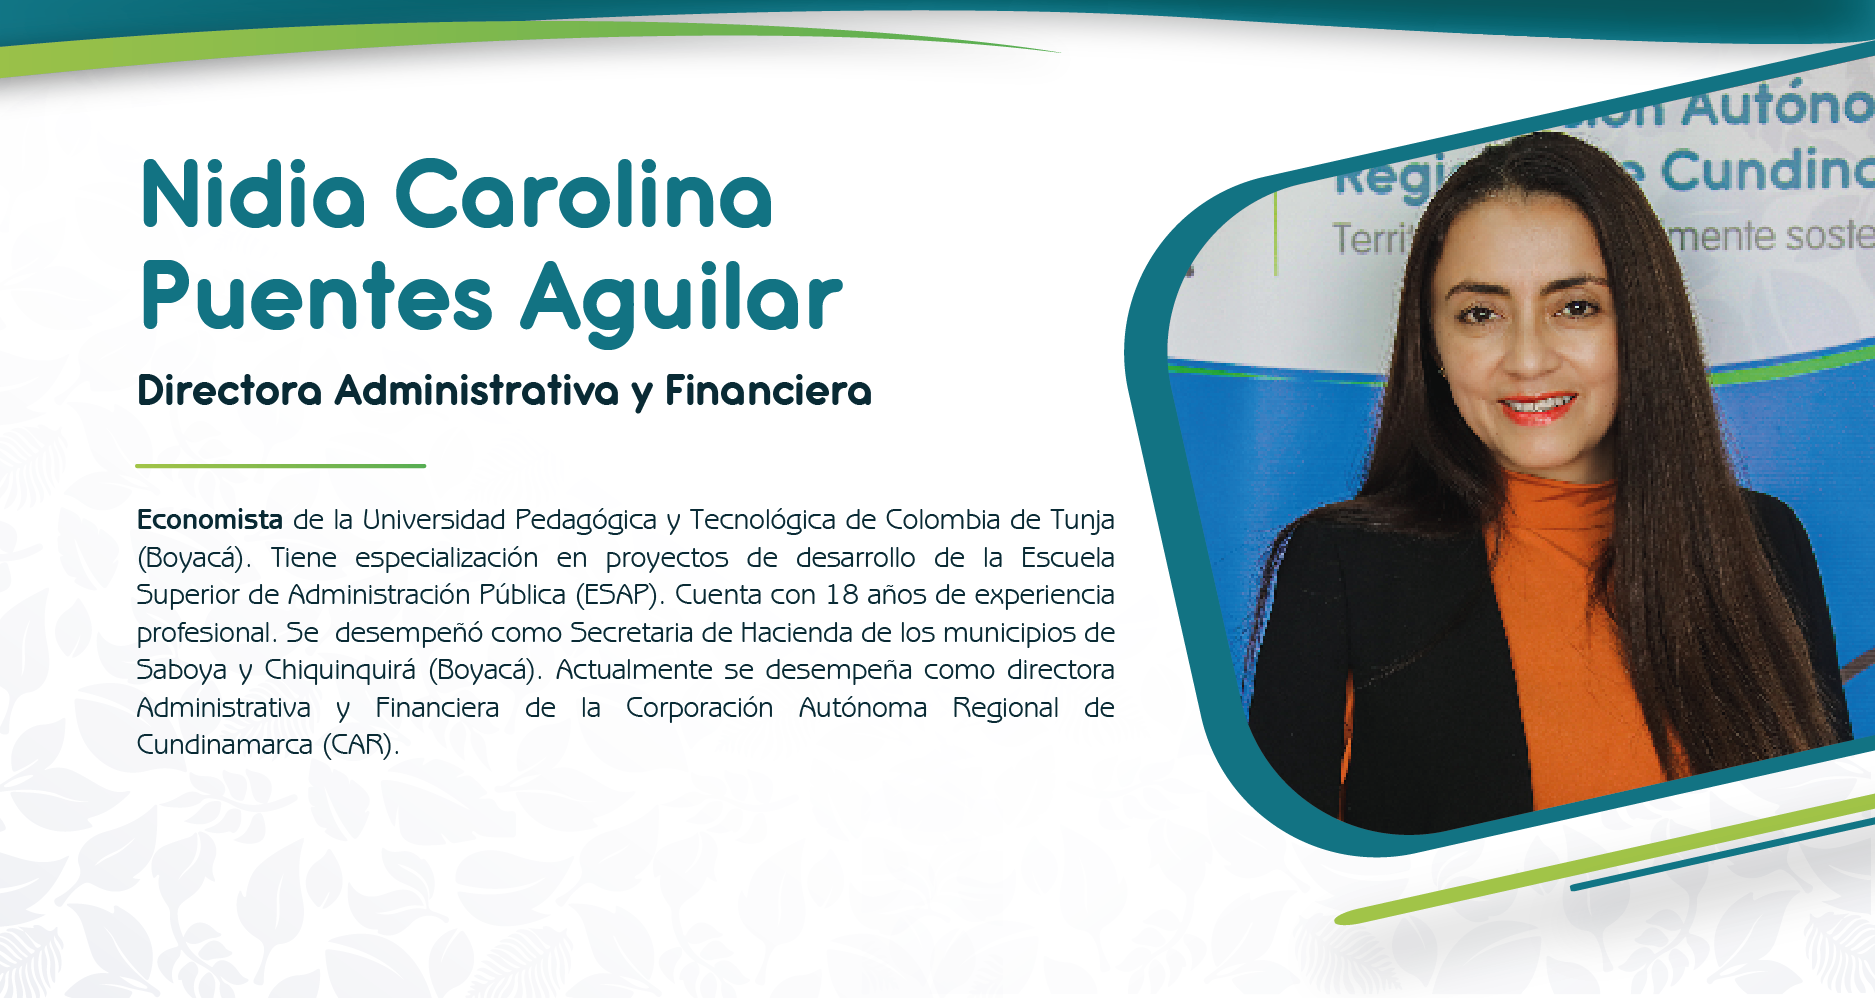 Nidia Carolina
Puentes Aguilar
Directora Administrativa y Financiera
Economista de la Universidad Pedagógica y Tecnológica de Colombia de Tunja
(Boyacá). Tiene especialización en proyectos de desarrollo de la Escuela
Superior de Administración Pública (ESAP). Cuenta con 18 años de experiencia
profesional. Se desempeñó como Secretaria de Hacienda de los municipios de
Saboya y Chiquinquirá (Boyacá). Actualmente se desempeña como directora
Administrativa y Financiera de la Corporación Autónoma Regional de
Cundinamarca (CAR).